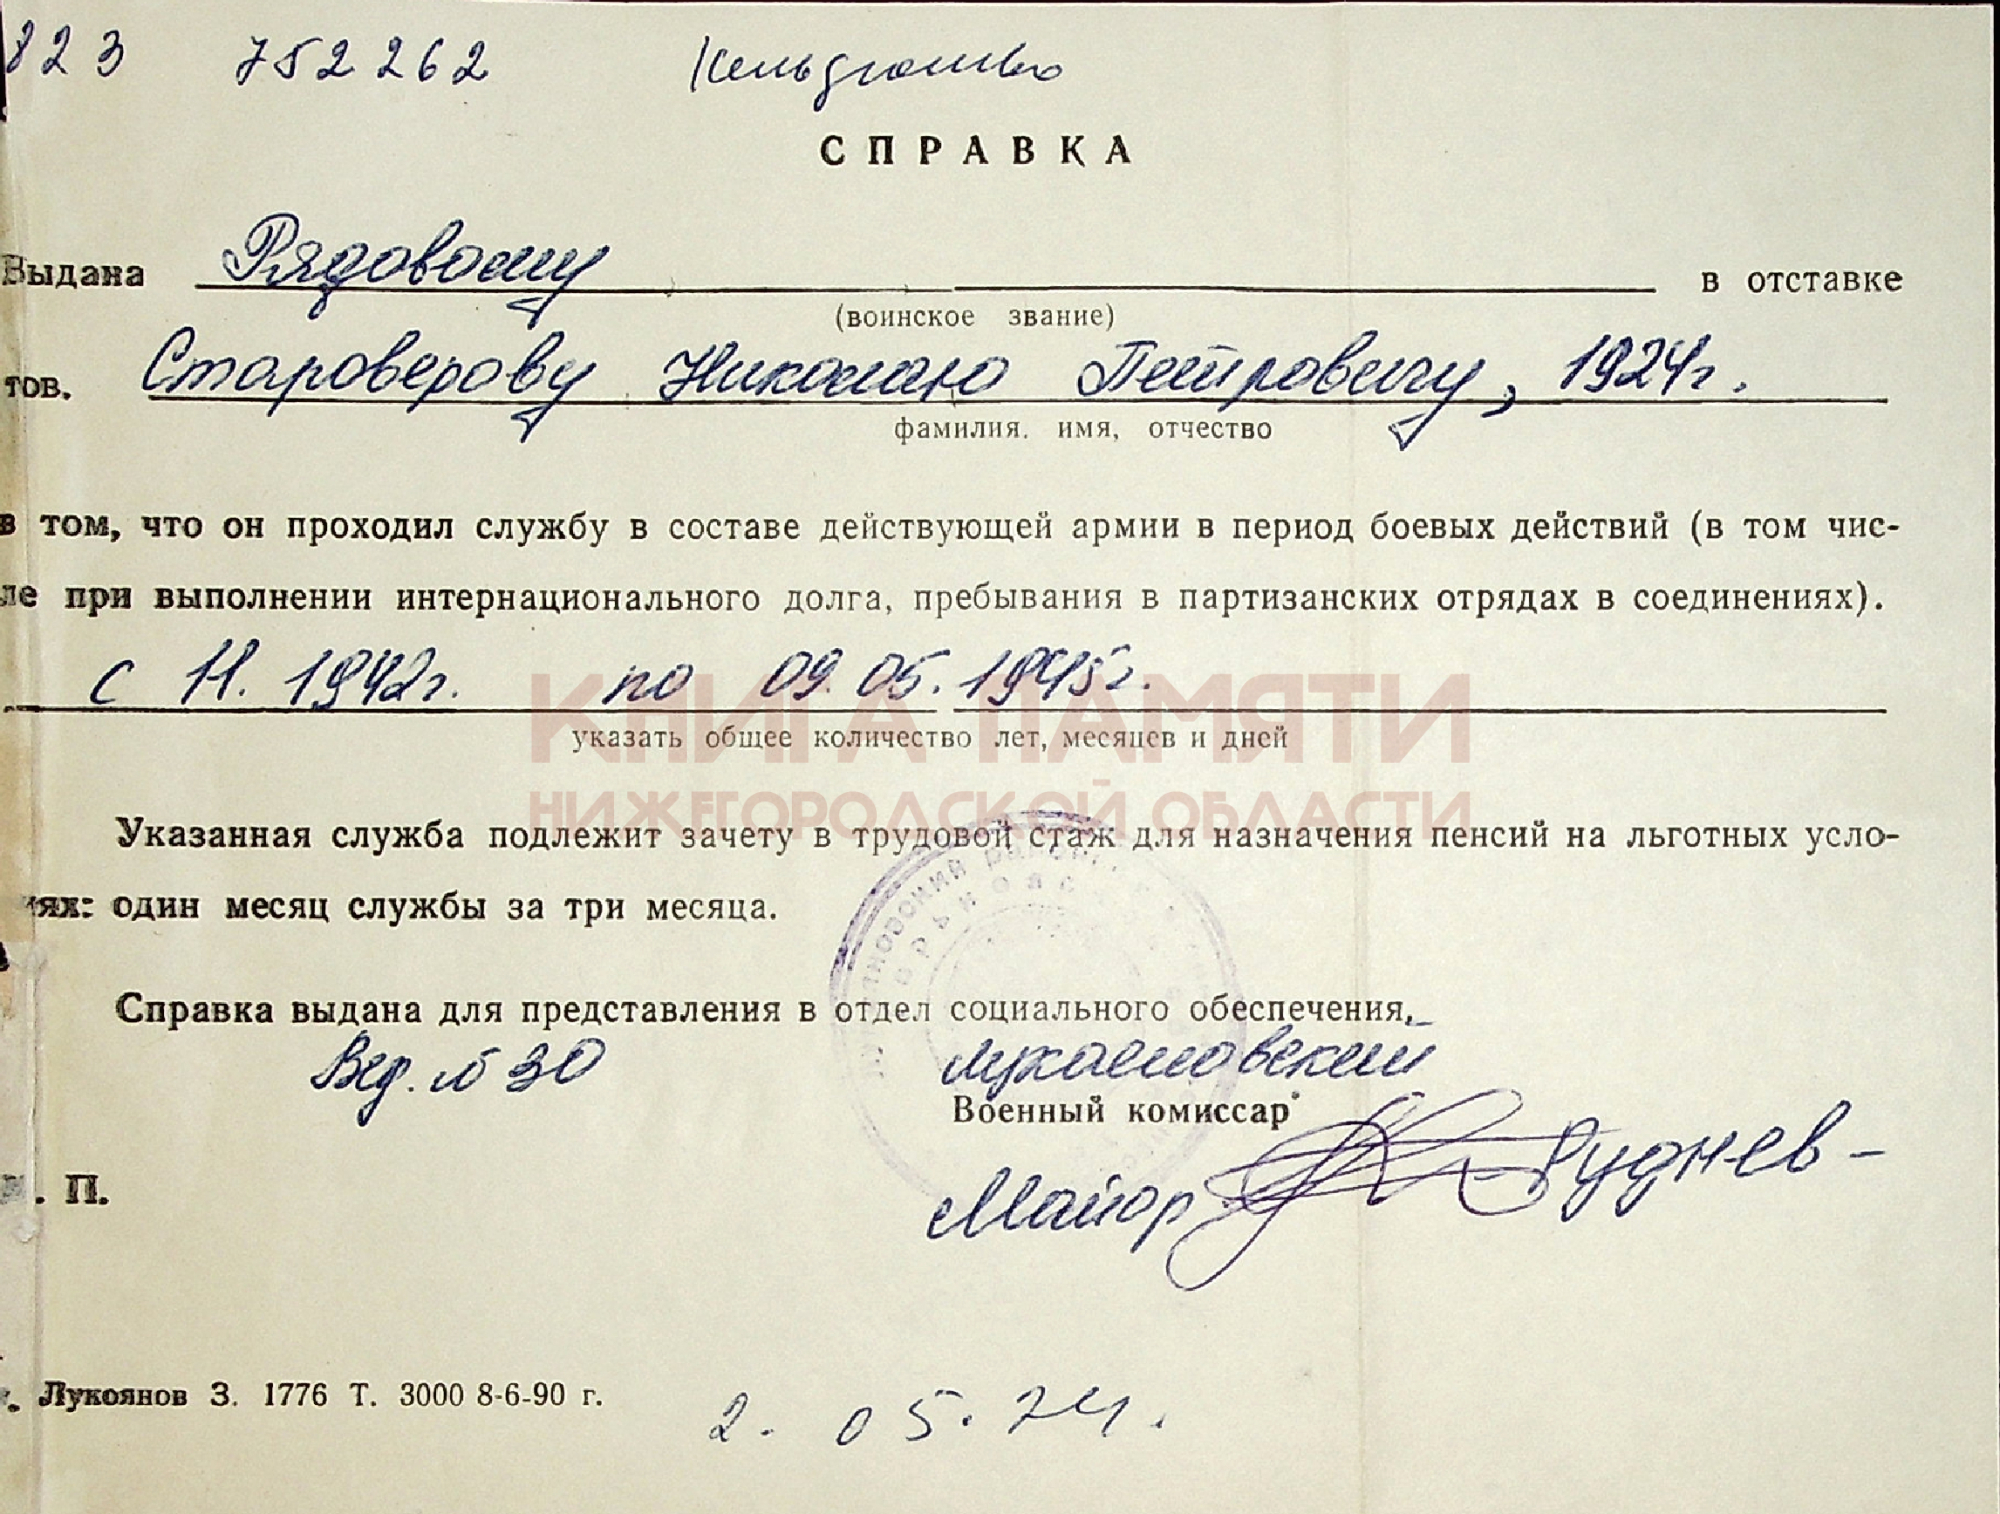 823 752262 Кельдюшево
СПРАВКА
Выдана Рядовому в отставке
(воинское звание)
тов. Староверову Николаю Петровичу, 1924г.
фамилия. имя, отчество
в том, что он проходил службу в составе действующей армии в период боевых действий (в том чис-
ле при выполнении интернационального долга, пребывания в партизанских отрядах в соединениях).
с 11. 1942г. по 09.05.1945г.
КНИГА ПАМЯТИ
указать общее количество лет, месяцев и дней
НИЖЕГОРОДСКОЙ ОБЛАСТИ
Указанная служба подлежит зачету в трудовой стаж для назначения пенсий на льготных усло-
иях: один месяц службы за три месяца.
Справка выдана для представления в отдел социального обеспечения.
Вед. № 30 Лукояновский
Военный комиссар
Майор Руднев
. П.
. Лукоянов З. 1776 Т. 3000 8-6-90 г.
2. 05. 74.